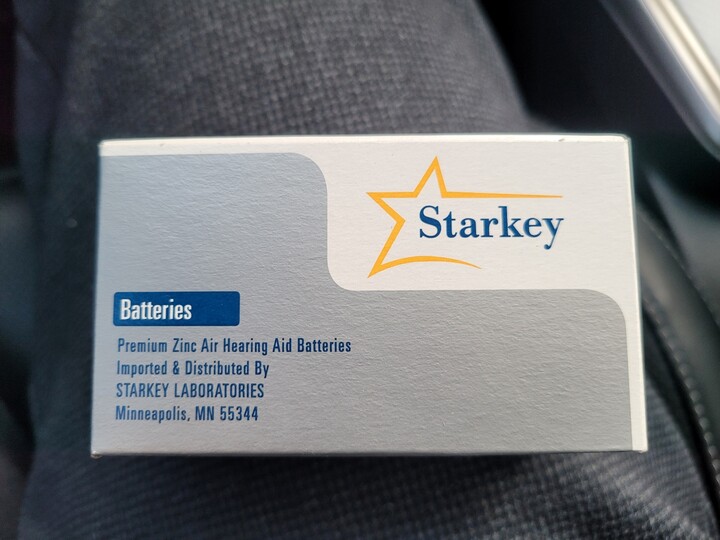 Starkey
Batteries
Premium Zinc Air Hearing Aid Batteries
Imported & Distributed By
STARKEY LABORATORIES
Minneapolis, MN 55344